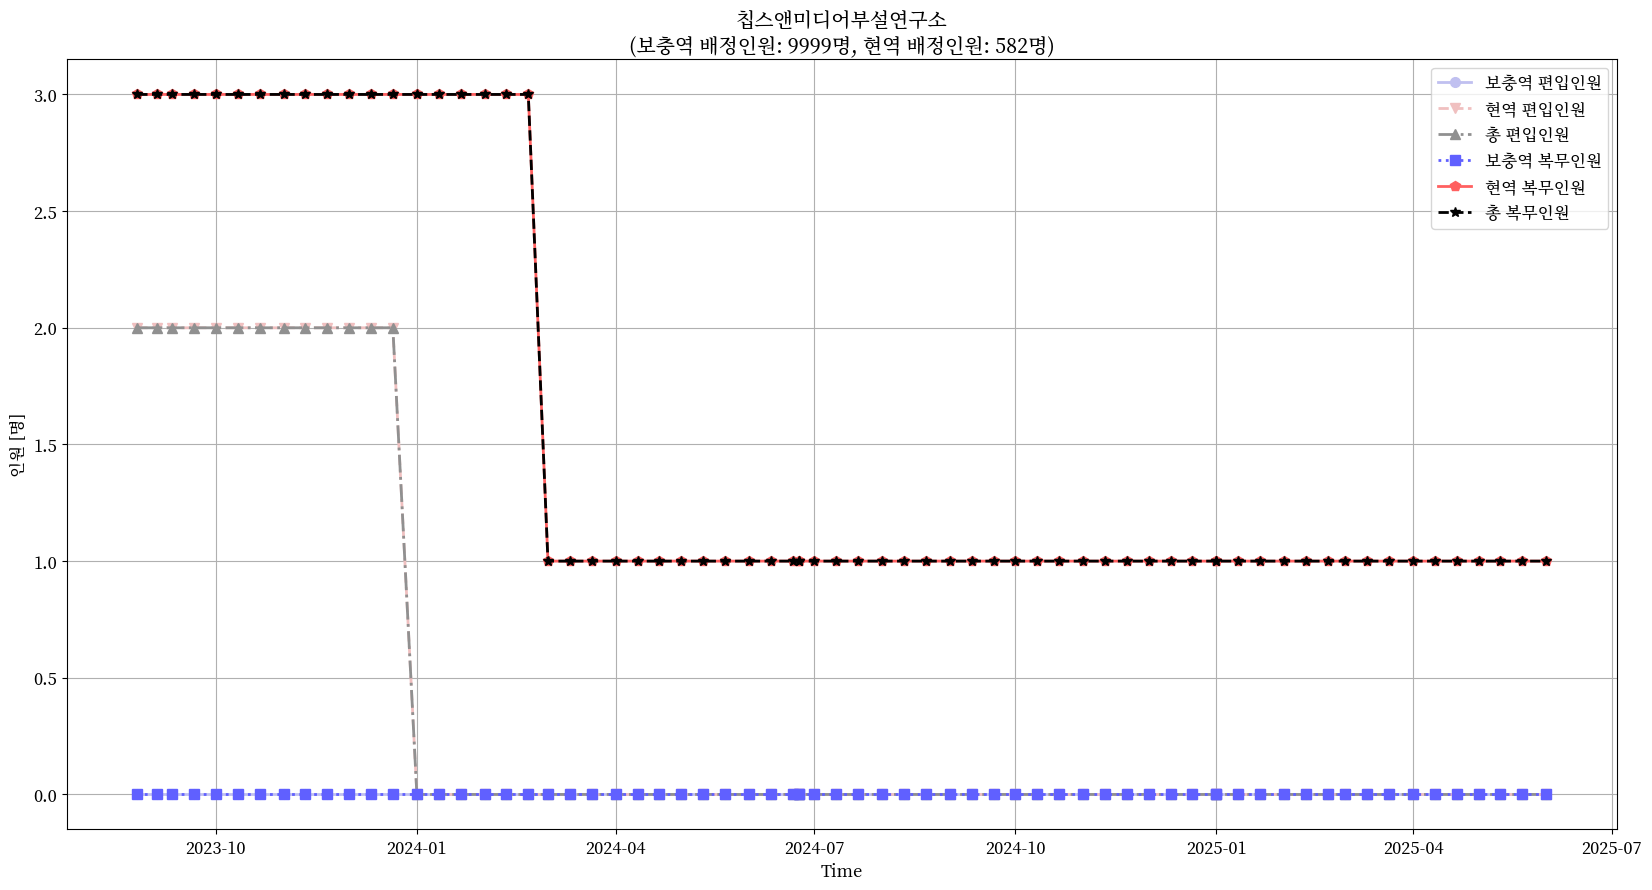 칩스앤미디어부설연구소
(보충역 배정인원: 9999명, 현역 배정인원: 582명)
보충역 편입인원
현역 편입인원
총 편입인원
보충역 복무인원
현역 복무인원
총 복무인원
인원 [명]
3.0
2.5
2.0
1.5
1.0
0.5
0.0
2023-10
2024-01
2024-04
2024-07
2024-10
2025-01
2025-04
2025-07
Time